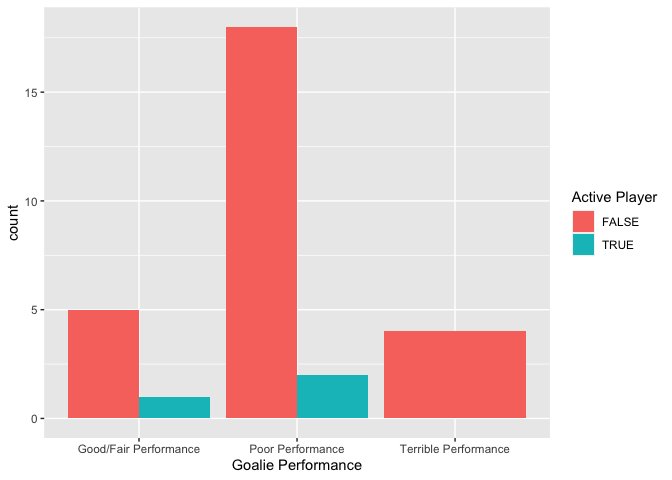 15
10
5
0
count
Good/Fair Performance
Poor Performance
Terrible Performance
Goalie Performance
Active Player
FALSE
TRUE